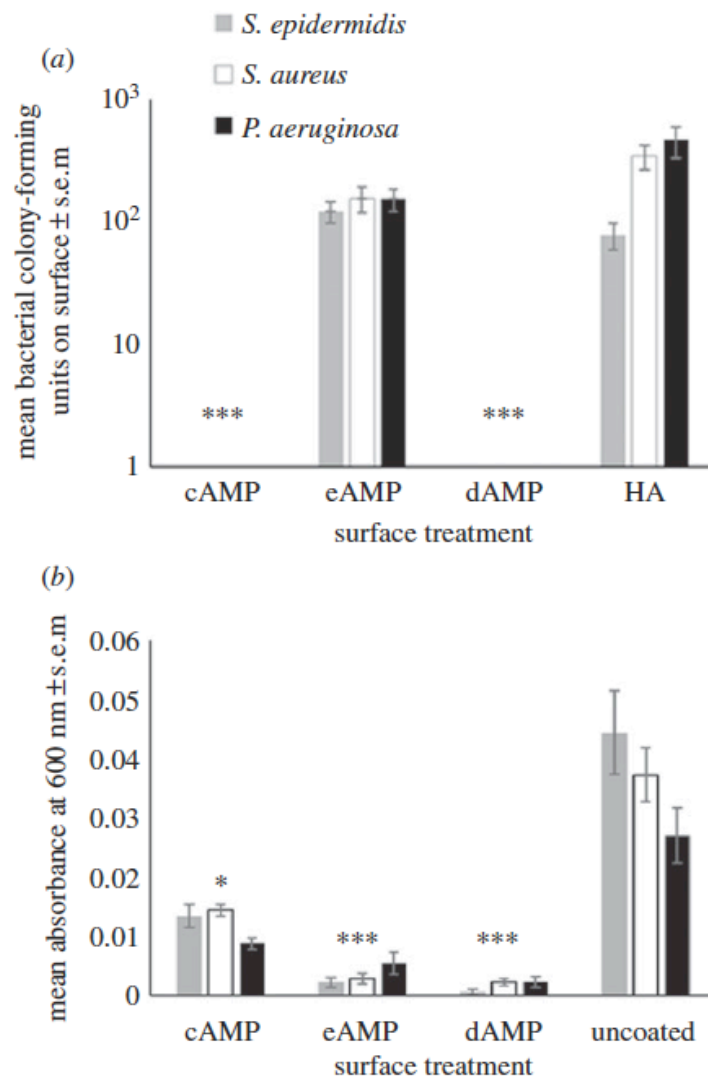 S. epidermidis
(a)
S. aureus
P. aeruginosa
mean bacterial colony-forming
units on surface ± s.e.m
10³
10²
10
1
***
***
cAMP eAMP dAMP HA
surface treatment
(b)
mean absorbance at 600 nm ± s.e.m
0.06
0.05
0.04
0.03
0.02
0.01
0
*
***
***
cAMP eAMP dAMP uncoated
surface treatment